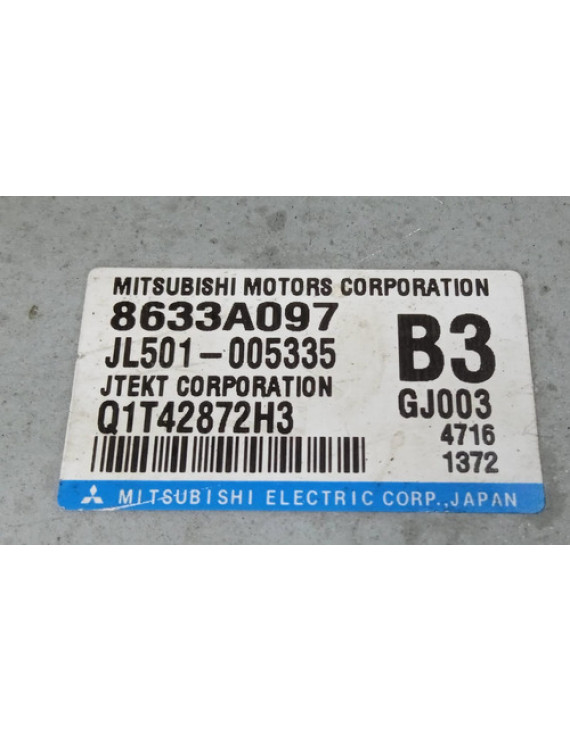 MITSUBISHI MOTORS CORPORATION
8633A097
JL501-005335
B3
JTEKT CORPORATION
GJ003
Q1T42872H3
4716
1372
MITSUBISHI ELECTRIC CORP.,JAPAN